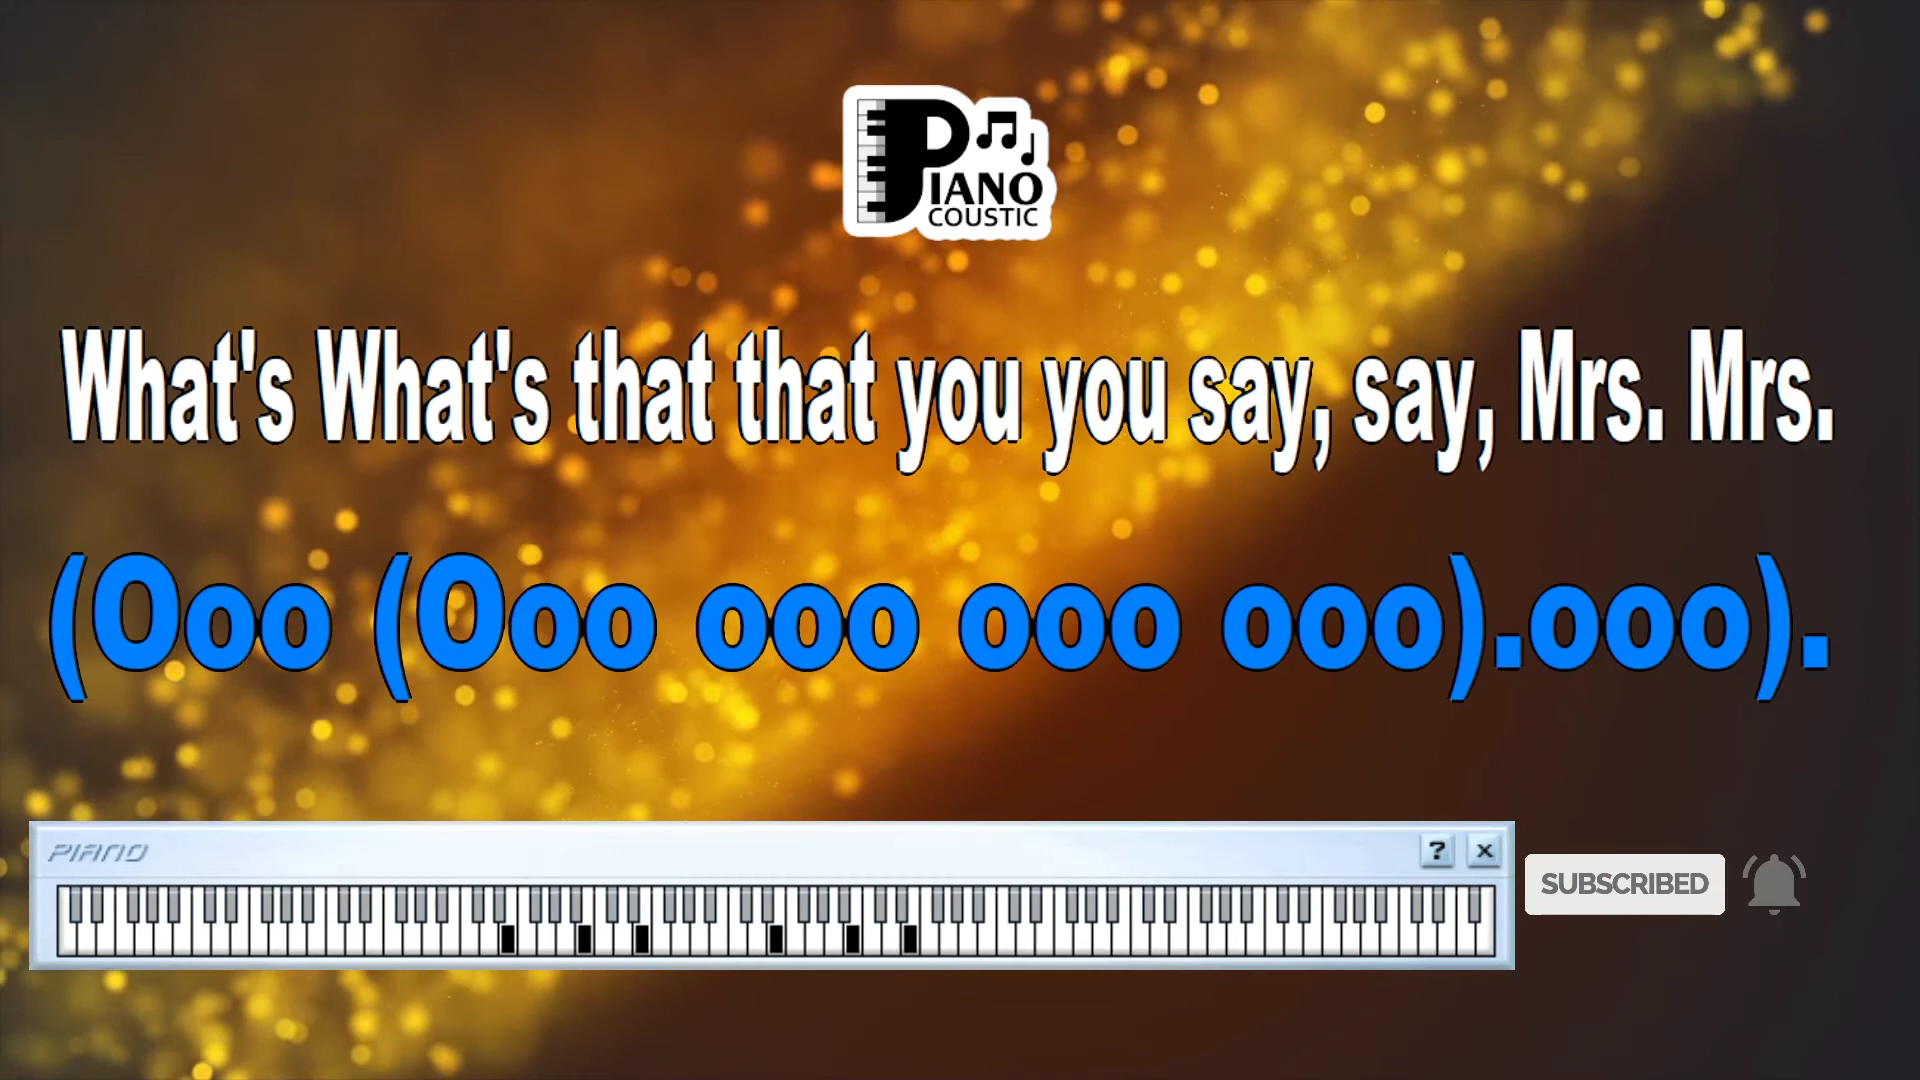 PIANO
COUSTIC
What's What's that that you you say, say, Mrs. Mrs.
(Ooo (Ooo ooo ooo ooo).ooo).
PIANO
? x
SUBSCRIBED